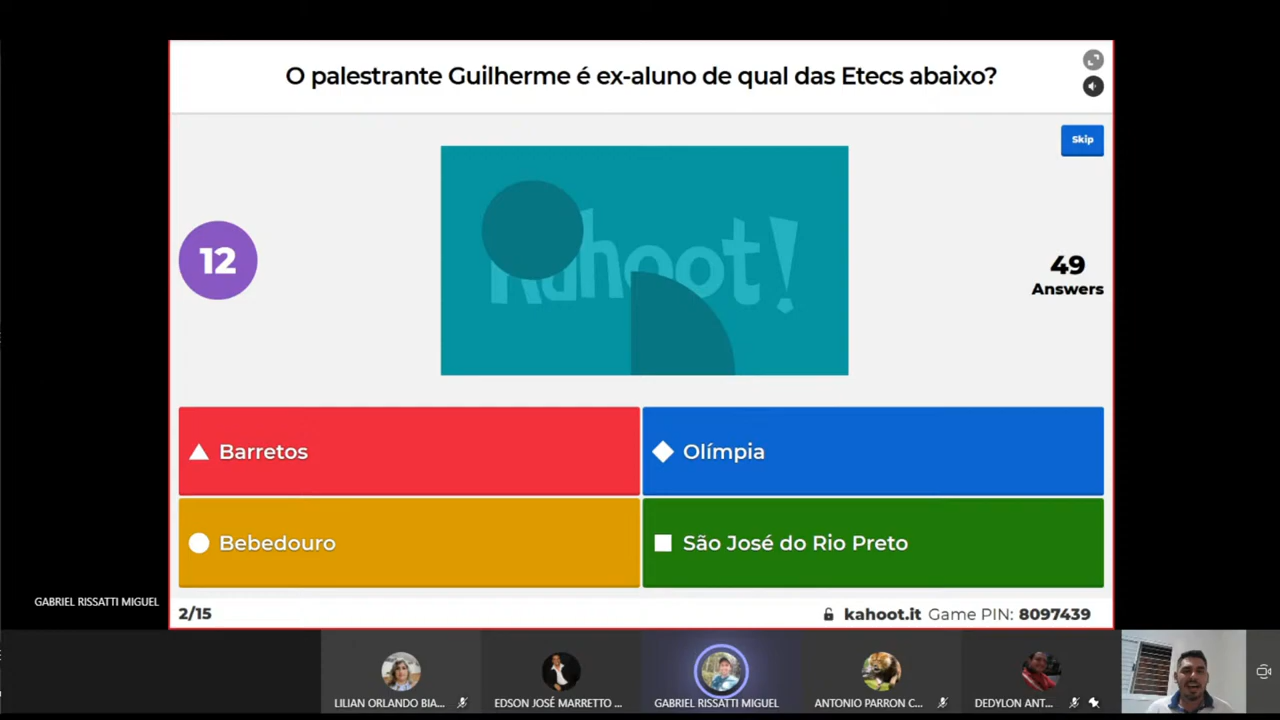 O palestrante Guilherme é ex-aluno de qual das Etecs abaixo?
Skip
12
Kahoot!
49
Answers
Barretos
Olímpia
Bebedouro
São José do Rio Preto
GABRIEL RISSATTI MIGUEL
2/15
kahoot.it Game PIN: 8097439
LILIAN ORLANDO BIA...
EDSON JOSÉ MARRETTO ...
GABRIEL RISSATTI MIGUEL
ANTONIO PARRON C...
DEDYLON ANT...